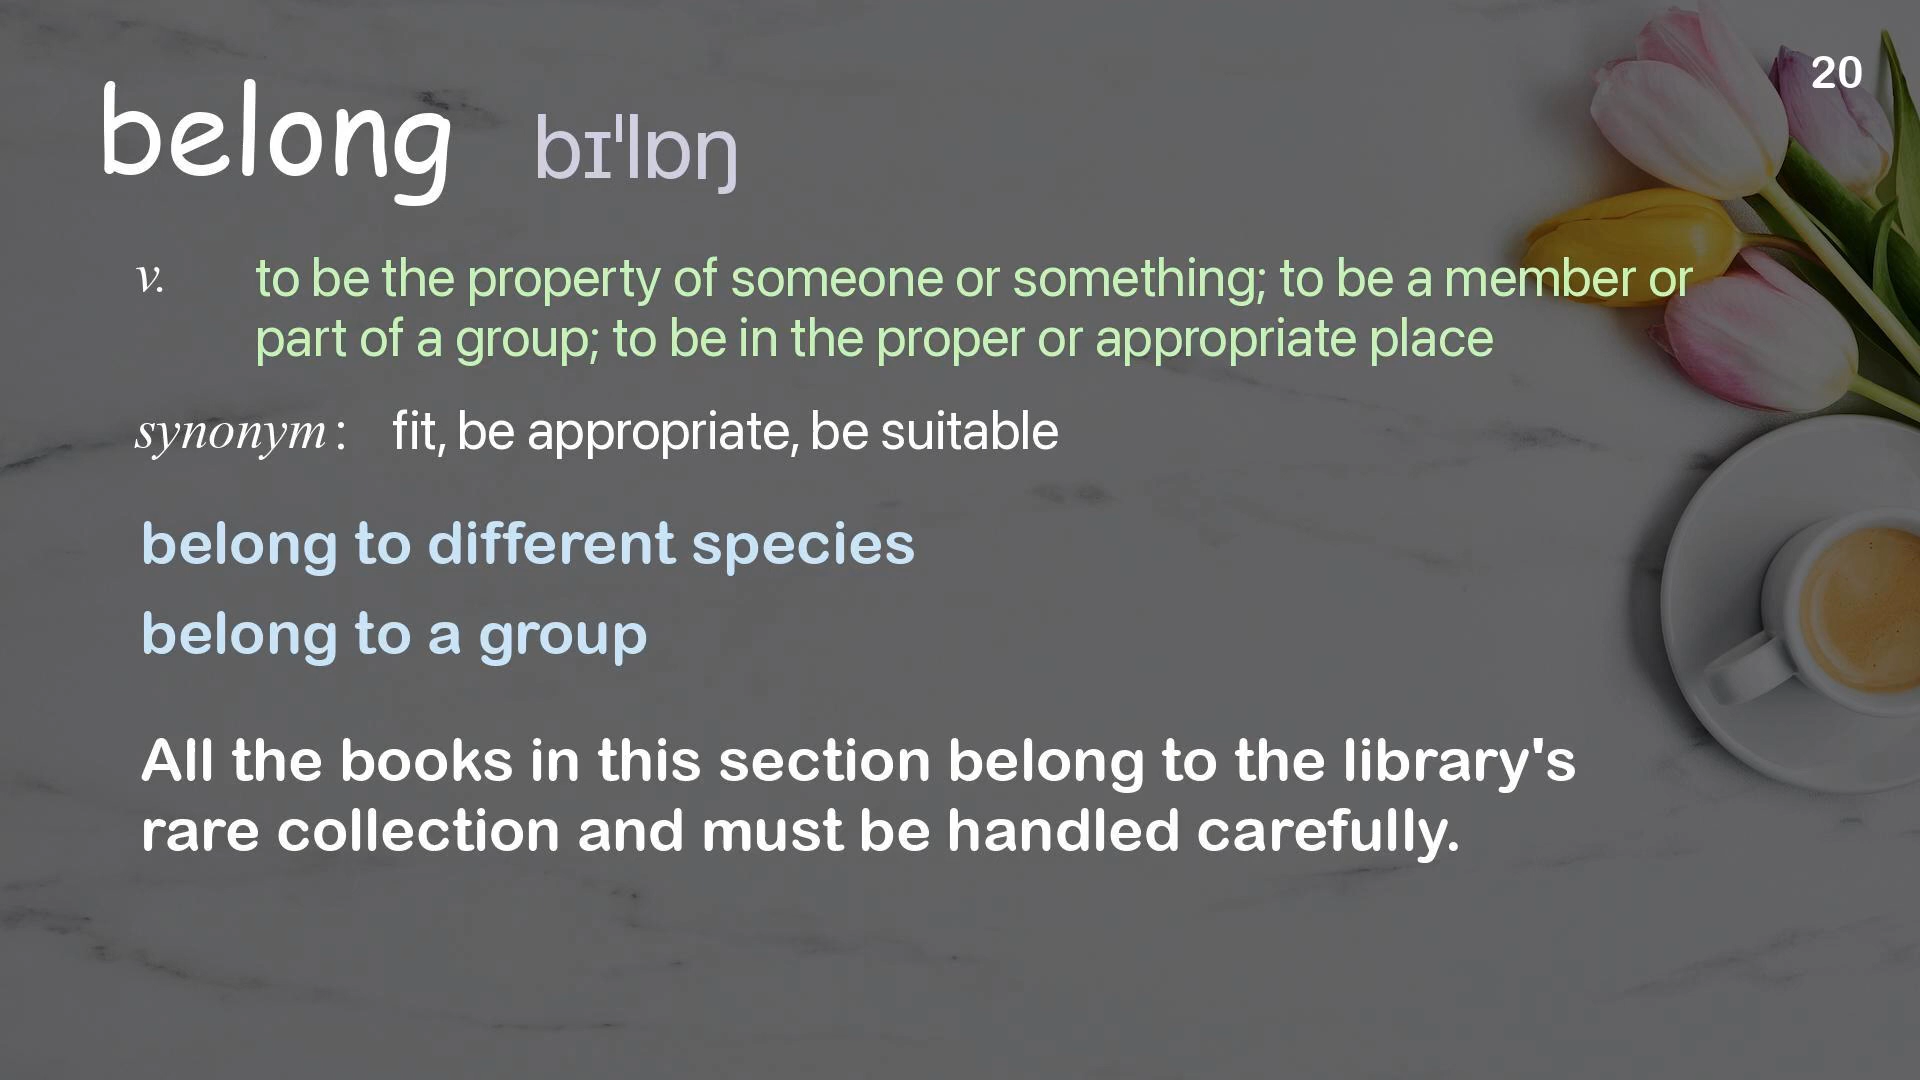 20
belong bɪˈlɒŋ
v. to be the property of someone or something; to be a member or
part of a group; to be in the proper or appropriate place
synonym : fit, be appropriate, be suitable
belong to different species
belong to a group
All the books in this section belong to the library's
rare collection and must be handled carefully.